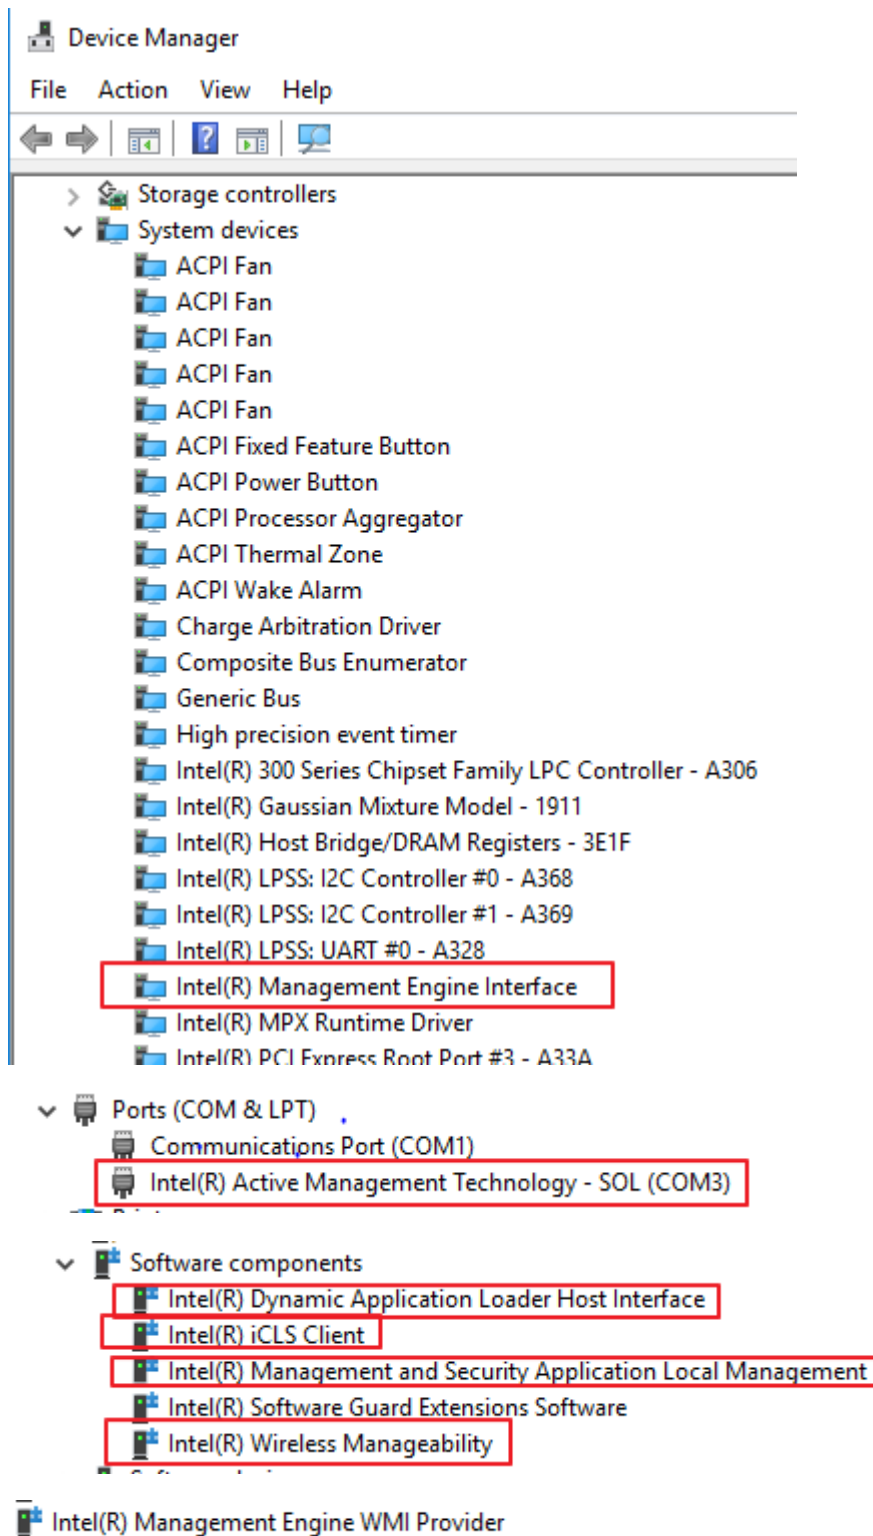 Device Manager
File Action View Help
Storage controllers
System devices
ACPI Fan
ACPI Fan
ACPI Fan
ACPI Fan
ACPI Fan
ACPI Fixed Feature Button
ACPI Power Button
ACPI Processor Aggregator
ACPI Thermal Zone
ACPI Wake Alarm
Charge Arbitration Driver
Composite Bus Enumerator
Generic Bus
High precision event timer
Intel(R) 300 Series Chipset Family LPC Controller - A306
Intel(R) Gaussian Mixture Model - 1911
Intel(R) Host Bridge/DRAM Registers - 3E1F
Intel(R) LPSS: I2C Controller #0 - A368
Intel(R) LPSS: I2C Controller #1 - A369
Intel(R) LPSS: UART #0 - A328
Intel(R) Management Engine Interface
Intel(R) MPX Runtime Driver
Intel(R) PCI Express Root Port #3 - A33A
Ports (COM & LPT)
Communications Port (COM1)
Intel(R) Active Management Technology - SOL (COM3)
Software components
Intel(R) Dynamic Application Loader Host Interface
Intel(R) iCLS Client
Intel(R) Management and Security Application Local Management
Intel(R) Software Guard Extensions Software
Intel(R) Wireless Manageability
Intel(R) Management Engine WMI Provider